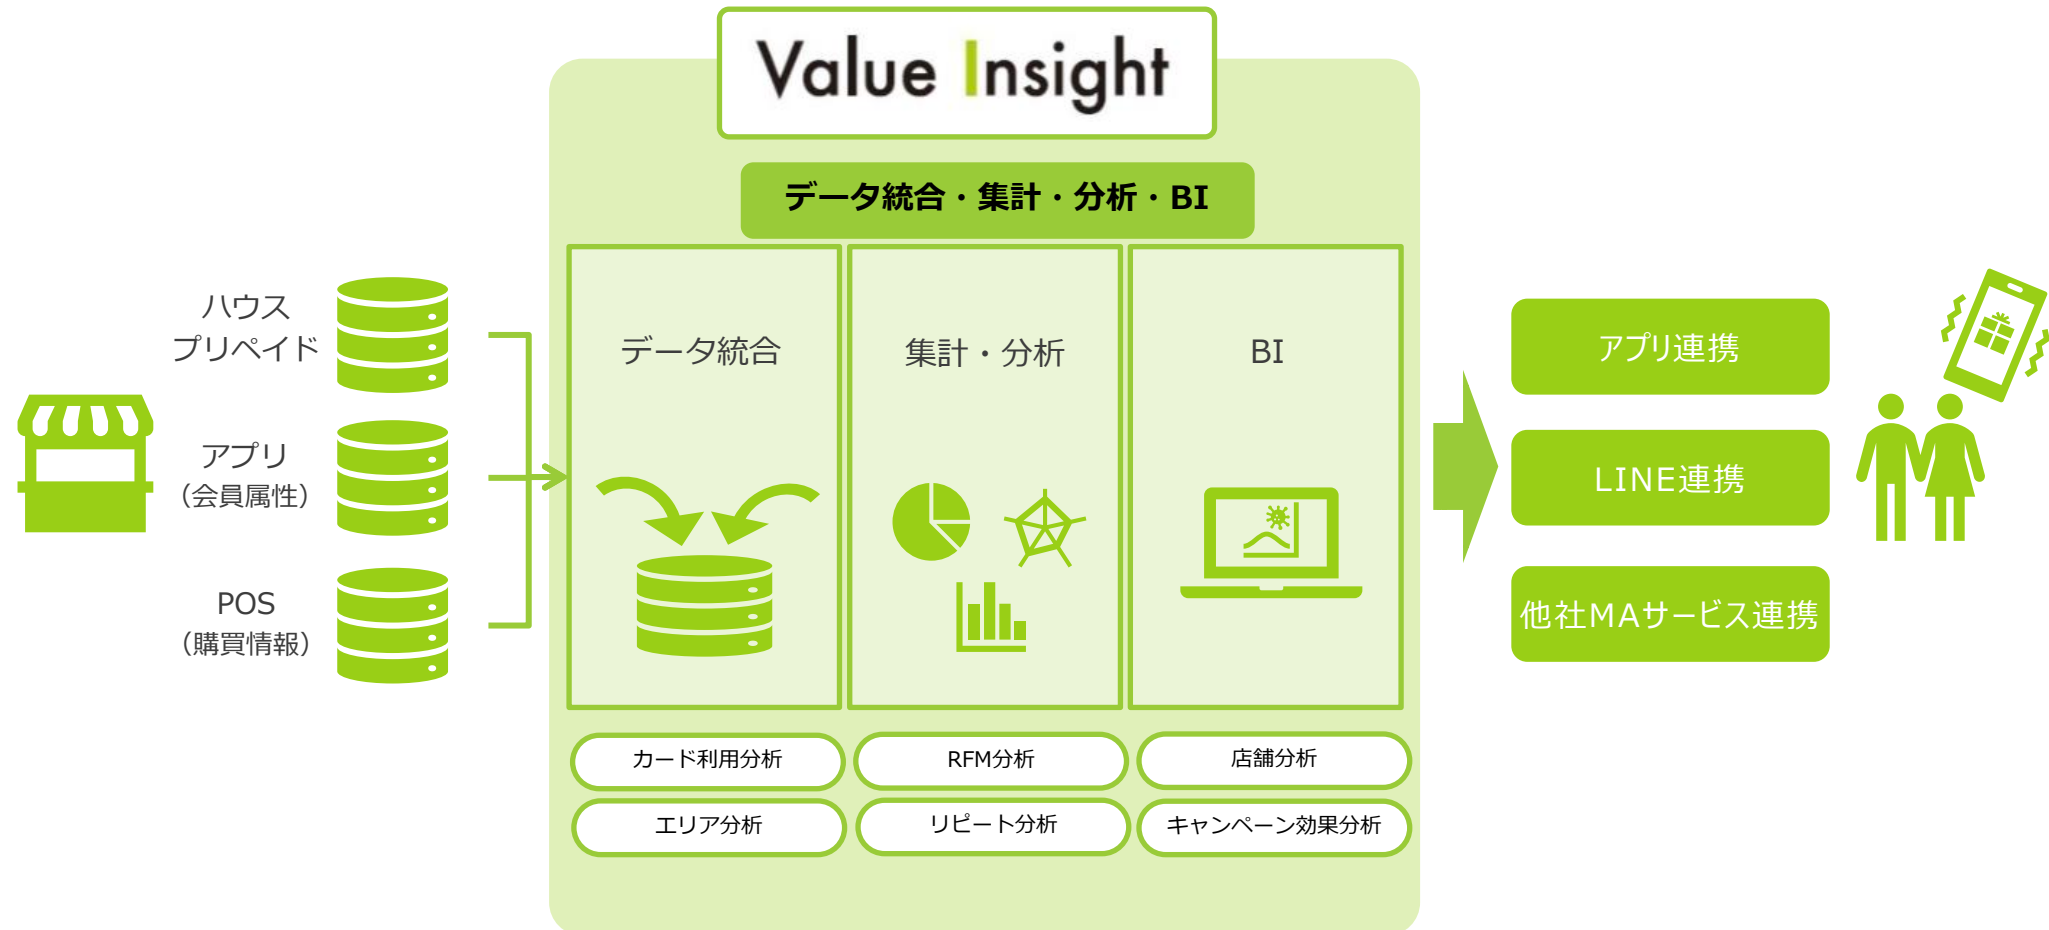 Value Insight
データ統合・集計・分析・BI
ハウス
プリペイド
アプリ
（会員属性）
POS
（購買情報）
データ統合
集計・分析
BI
カード利用分析
RFM分析
店舗分析
エリア分析
リピート分析
キャンペーン効果分析
アプリ連携
LINE連携
他社MAサービス連携